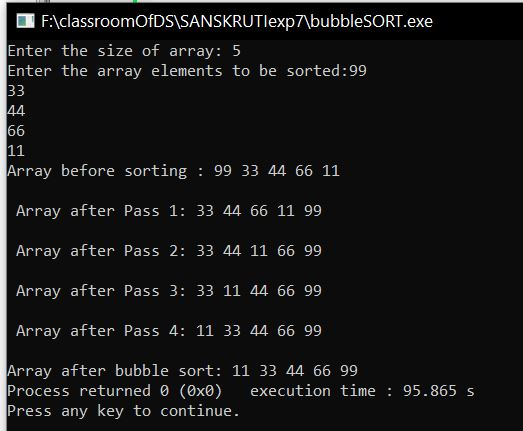 F:\classroomOfDS\SANSKRUTIexp7\bubbleSORT.exe
Enter the size of array: 5
Enter the array elements to be sorted:99
33
44
66
11
Array before sorting : 99 33 44 66 11
Array after Pass 1: 33 44 66 11 99
Array after Pass 2: 33 44 11 66 99
Array after Pass 3: 33 11 44 66 99
Array after Pass 4: 11 33 44 66 99
Array after bubble sort: 11 33 44 66 99
Process returned 0 (0x0)   execution time : 95.865 s
Press any key to continue.